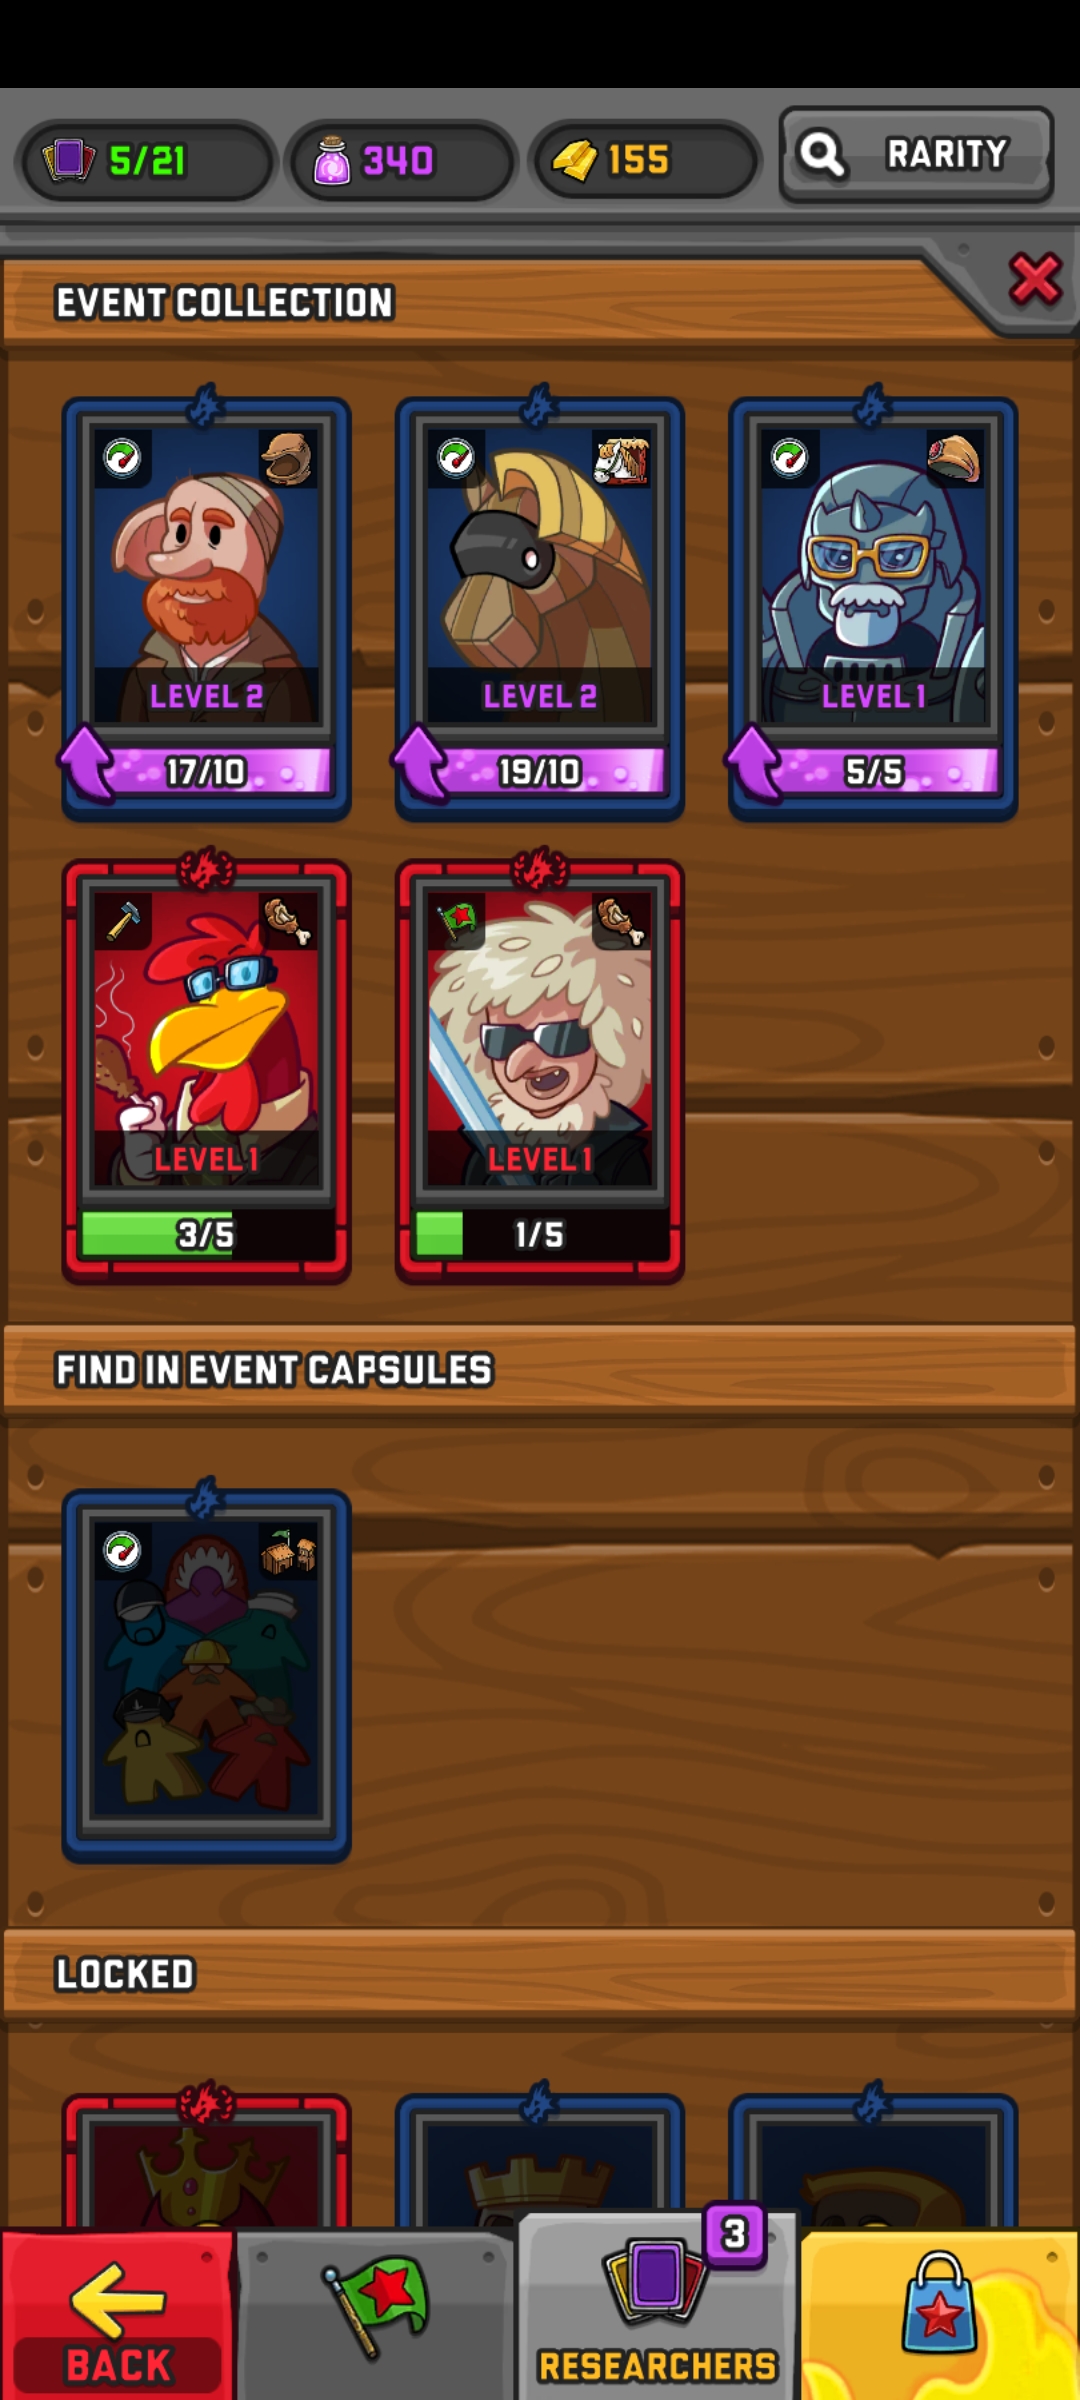 5/21 340 155 RARITY
EVENT COLLECTION
LEVEL 2 LEVEL 2 LEVEL 1
17/10 19/10 5/5
LEVEL 1 LEVEL 1
3/5 1/5
FIND IN EVENT CAPSULES
LOCKED
3
BACK RESEARCHERS